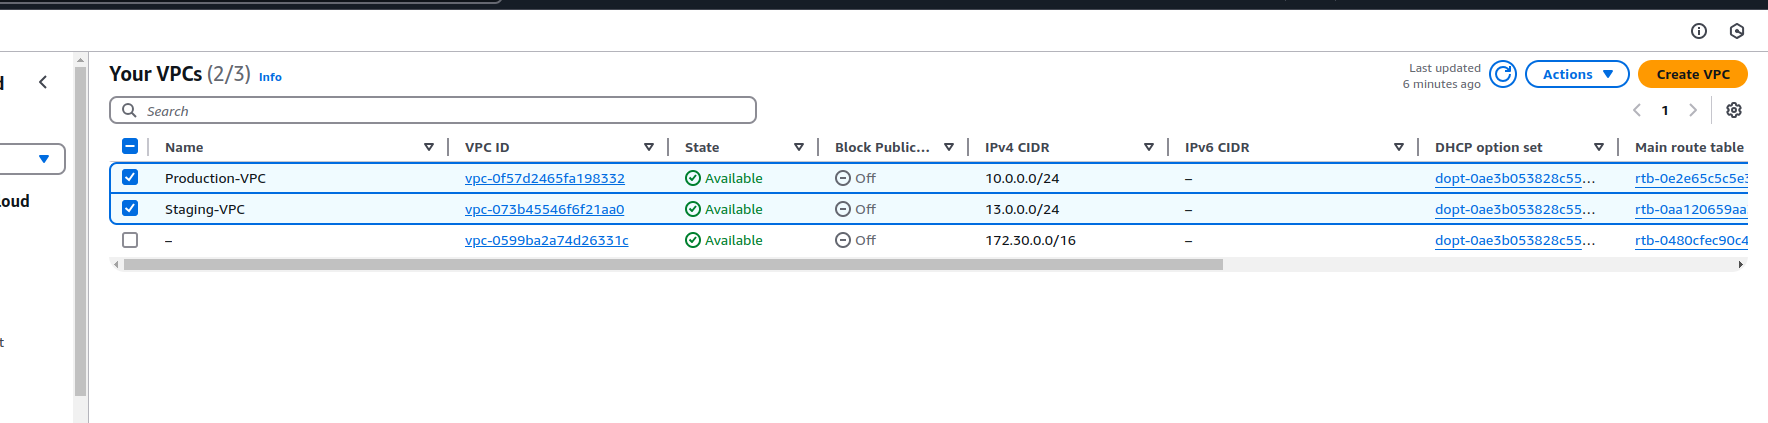 Your VPCs (2/3) Info
Last updated
6 minutes ago
Actions
Create VPC
Search
1
Name VPC ID State Block Public... IPv4 CIDR IPv6 CIDR DHCP option set Main route table
Production-VPC vpc-0f57d2465fa198332 Available Off 10.0.0.0/24 – dopt-0ae3b053828c55... rtb-0e2e65c5c5e3
Staging-VPC vpc-073b45546f6f21aa0 Available Off 13.0.0.0/24 – dopt-0ae3b053828c55... rtb-0aa120659aa
– vpc-0599ba2a74d26331c Available Off 172.30.0.0/16 – dopt-0ae3b053828c55... rtb-0480cfec90c4
d
loud
t